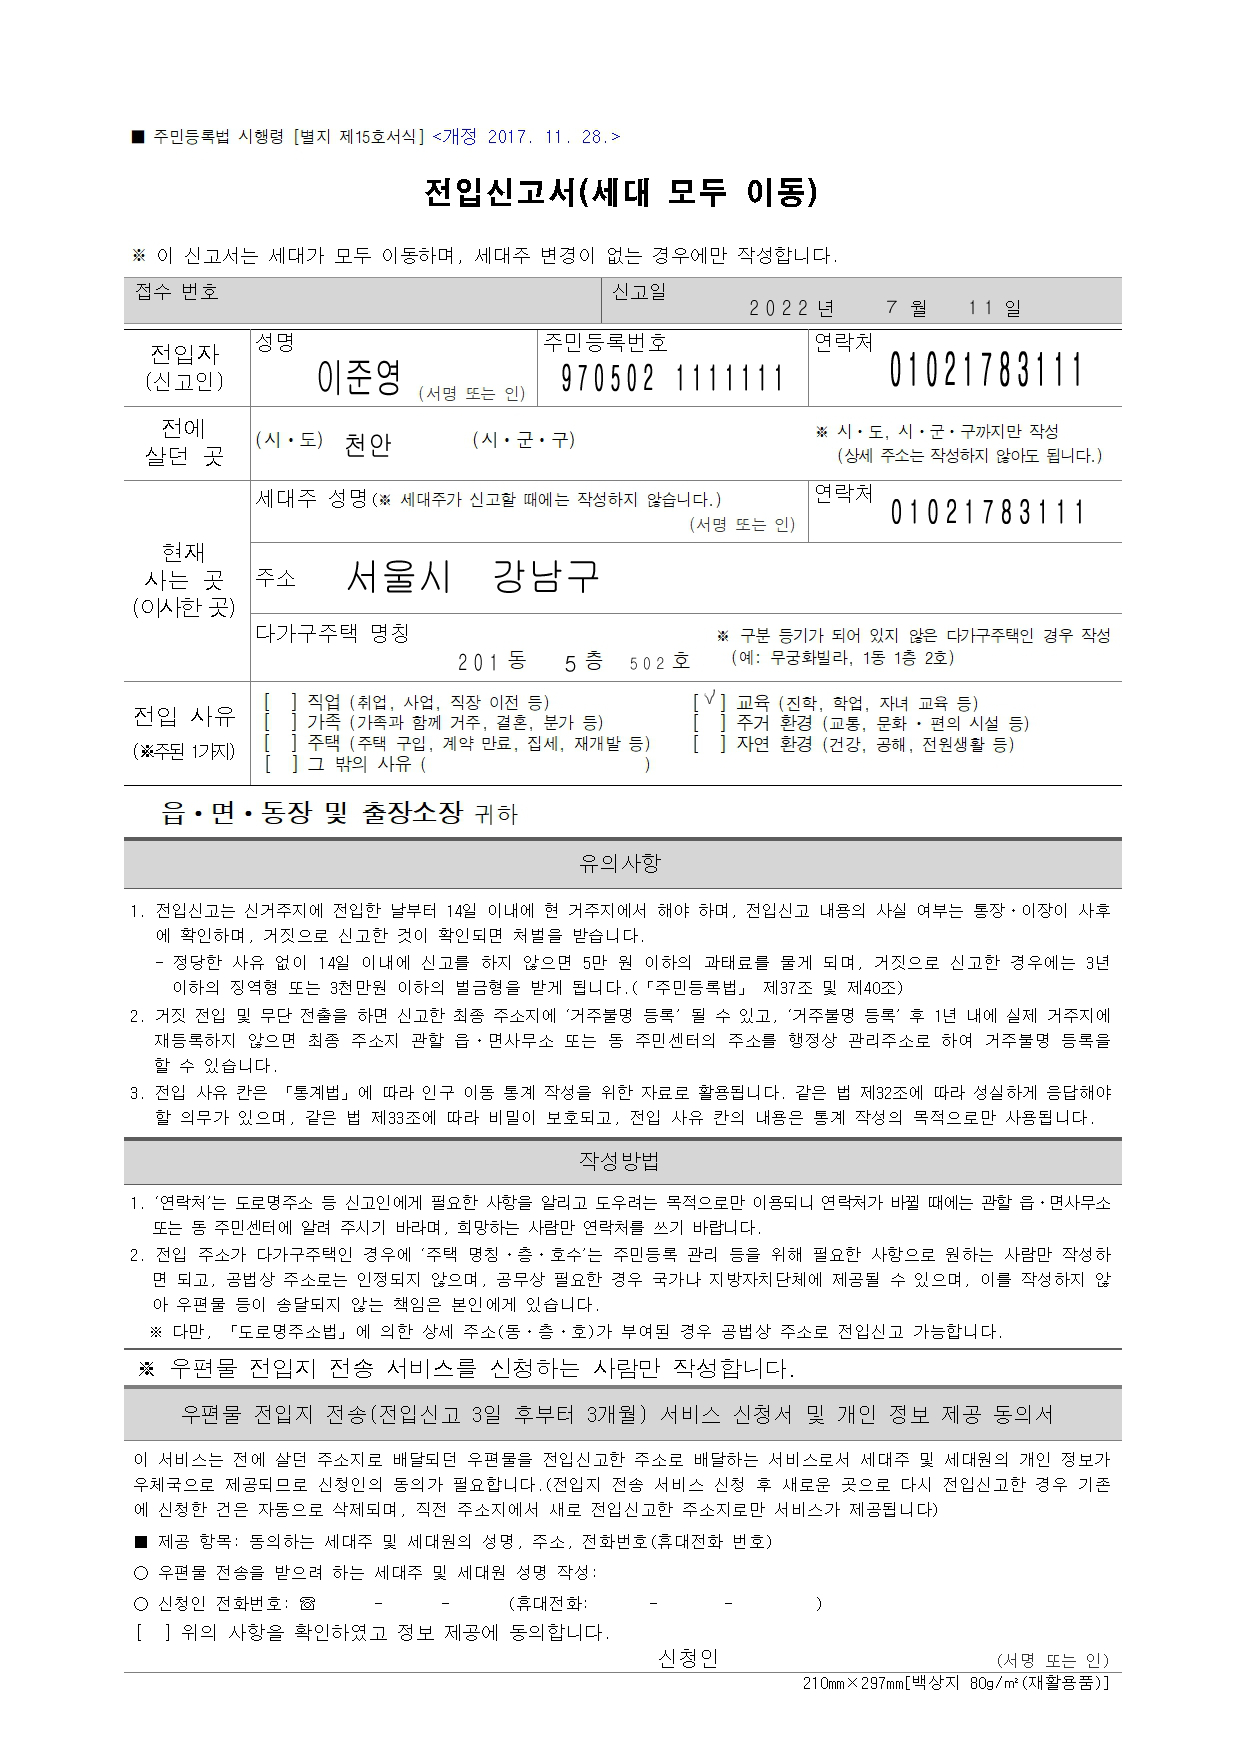 ■ 주민등록법 시행령 [별지 제15호서식] <개정 2017. 11. 28.>
전입신고서(세대 모두 이동)
※ 이 신고서는 세대가 모두 이동하며, 세대주 변경이 없는 경우에만 작성합니다.
접수 번호 신고일
2022 년 7 월 11 일
전입자 (신고인) 성명 이준영 (서명 또는 인) 주민등록번호 970502 1111111 연락처 01021783111
전에 살던 곳 (시·도) 천안 (시·군·구) ※ 시·도, 시·군·구까지만 작성
(상세 주소는 작성하지 않아도 됩니다.)
현재 사는 곳 (이사한 곳)
세대주 성명(※ 세대주가 신고할 때에는 작성하지 않습니다.)
(서명 또는 인)
연락처 01021783111
주소 서울시 강남구
다가구주택 명칭 ※ 구분 등기가 되어 있지 않은 다가구주택인 경우 작성
201 동 5 층 502 호 (예: 무궁화빌라, 1동 1층 2호)
전입 사유
(※주된 1가지)
[ ] 직업 (취업, 사업, 직장 이전 등) [√] 교육 (진학, 학업, 자녀 교육 등)
[ ] 가족 (가족과 함께 거주, 결혼, 분가 등) [ ] 주거 환경 (교통, 문화·편의 시설 등)
[ ] 주택 (주택 구입, 계약 만료, 집세, 재개발 등) [ ] 자연 환경 (건강, 공해, 전원생활 등)
[ ] 그 밖의 사유 ( )
읍·면·동장 및 출장소장 귀하
유의사항
1. 전입신고는 신거주지에 전입한 날부터 14일 이내에 현 거주지에서 해야 하며, 전입신고 내용의 사실 여부는 통장·이장이 사후
에 확인하며, 거짓으로 신고한 것이 확인되면 처벌을 받습니다.
- 정당한 사유 없이 14일 이내에 신고를 하지 않으면 5만 원 이하의 과태료를 물게 되며, 거짓으로 신고한 경우에는 3년
이하의 징역형 또는 3천만원 이하의 벌금형을 받게 됩니다.(「주민등록법」 제37조 및 제40조)
2. 거짓 전입 및 무단 전출을 하면 신고한 최종 주소지에 ‘거주불명 등록’ 될 수 있고, ‘거주불명 등록’ 후 1년 내에 실제 거주지에
재등록하지 않으면 최종 주소지 관할 읍·면사무소 또는 동 주민센터의 주소를 행정상 관리주소로 하여 거주불명 등록을
할 수 있습니다.
3. 전입 사유 칸은 「통계법」에 따라 인구 이동 통계 작성을 위한 자료로 활용됩니다. 같은 법 제32조에 따라 성실하게 응답해야
할 의무가 있으며, 같은 법 제33조에 따라 비밀이 보호되고, 전입 사유 칸의 내용은 통계 작성의 목적으로만 사용됩니다.
작성방법
1. ‘연락처’는 도로명주소 등 신고인에게 필요한 사항을 알리고 도우려는 목적으로만 이용되니 연락처가 바뀔 때에는 관할 읍·면사무소
또는 동 주민센터에 알려 주시기 바라며, 희망하는 사람만 연락처를 쓰기 바랍니다.
2. 전입 주소가 다가구주택인 경우에 ‘주택 명칭·층·호수’는 주민등록 관리 등을 위해 필요한 사항으로 원하는 사람만 작성하
면 되고, 공법상 주소로는 인정되지 않으며, 공무상 필요한 경우 국가나 지방자치단체에 제공될 수 있으며, 이를 작성하지 않
아 우편물 등이 송달되지 않는 책임은 본인에게 있습니다.
※ 다만, 「도로명주소법」에 의한 상세 주소(동·층·호)가 부여된 경우 공법상 주소로 전입신고 가능합니다.
※ 우편물 전입지 전송 서비스를 신청하는 사람만 작성합니다.
우편물 전입지 전송(전입신고 3일 후부터 3개월) 서비스 신청서 및 개인 정보 제공 동의서
이 서비스는 전에 살던 주소지로 배달되던 우편물을 전입신고한 주소로 배달하는 서비스로서 세대주 및 세대원의 개인 정보가
우체국으로 제공되므로 신청인의 동의가 필요합니다.(전입지 전송 서비스 신청 후 새로운 곳으로 다시 전입신고한 경우 기존
에 신청한 건은 자동으로 삭제되며, 직전 주소지에서 새로 전입신고한 주소지로만 서비스가 제공됩니다)
■ 제공 항목: 동의하는 세대주 및 세대원의 성명, 주소, 전화번호(휴대전화 번호)
○ 우편물 전송을 받으려 하는 세대주 및 세대원 성명 작성:
○ 신청인 전화번호: ☏ - - (휴대전화: - - )
[ ] 위의 사항을 확인하였고 정보 제공에 동의합니다.
신청인 (서명 또는 인)
210㎜×297㎜[백상지 80g/㎡(재활용품)]